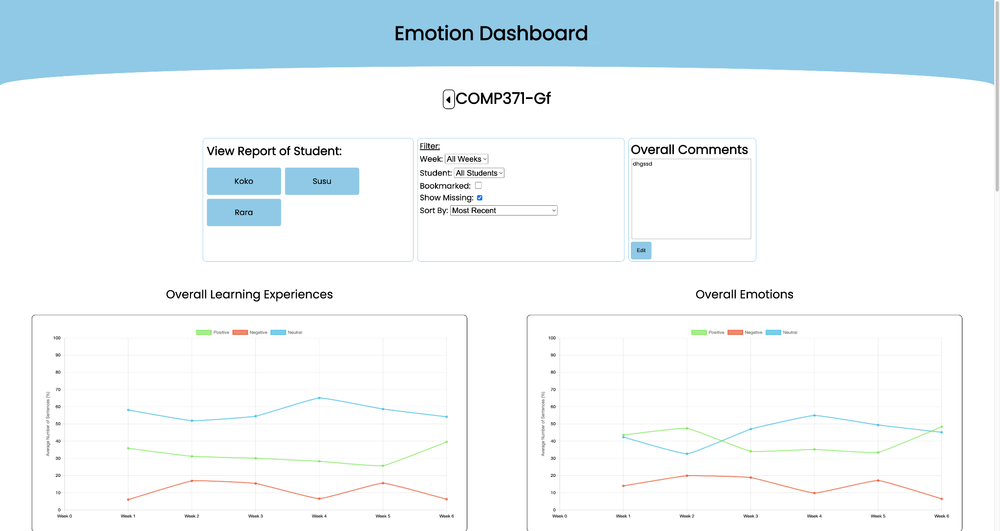 Emotion Dashboard
COMP371-Gf
View Report of Student:
Koko
Susu
Rara
Filter:
Week: All Weeks
Student: All Students
Bookmarked:
Show Missing:
Sort By: Most Recent
Overall Comments
dhgssd
Edit
Overall Learning Experiences
Positive Negative Neutral
Average Number of Sentences (%)
100
90
80
70
60
50
40
30
20
10
0
Week 0 Week 1 Week 2 Week 3 Week 4 Week 5 Week 6
Overall Emotions
Positive Negative Neutral
Average Number of Sentences (%)
100
90
80
70
60
50
40
30
20
10
0
Week 0 Week 1 Week 2 Week 3 Week 4 Week 5 Week 6